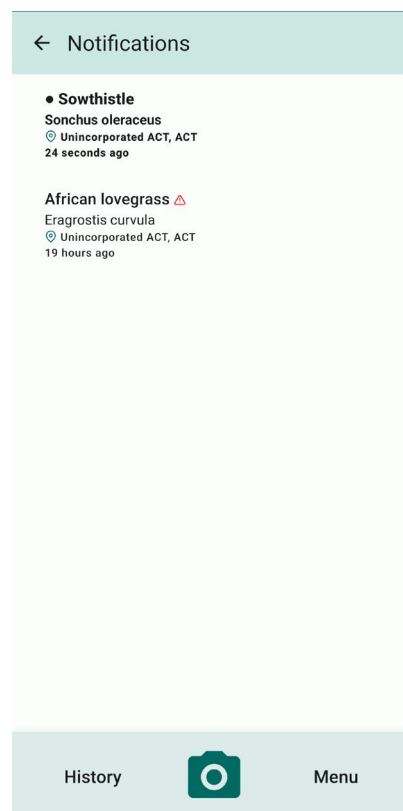 Notifications
● Sowthistle
Sonchus oleraceus
Unincorporated ACT, ACT
24 seconds ago
African lovegrass
Eragrostis curvula
Unincorporated ACT, ACT
19 hours ago
History
Menu